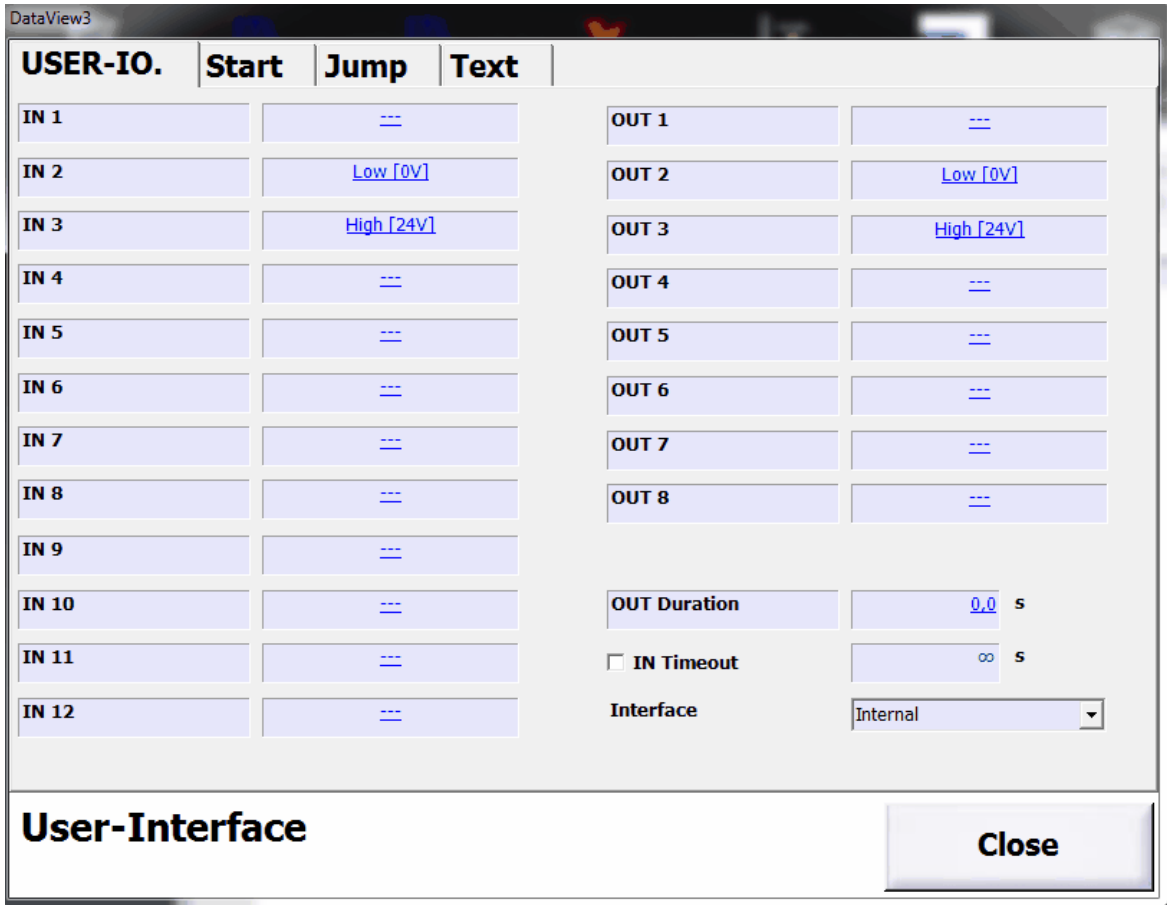 DataView3
USER-IO. Start Jump Text
IN 1 --- OUT 1 ---
IN 2 Low [0V] OUT 2 Low [0V]
IN 3 High [24V] OUT 3 High [24V]
IN 4 --- OUT 4 ---
IN 5 --- OUT 5 ---
IN 6 --- OUT 6 ---
IN 7 --- OUT 7 ---
IN 8 --- OUT 8 ---
IN 9 ---
IN 10 --- OUT Duration 0,0 s
IN 11 --- IN Timeout ∞ s
IN 12 --- Interface Internal
User-Interface
Close